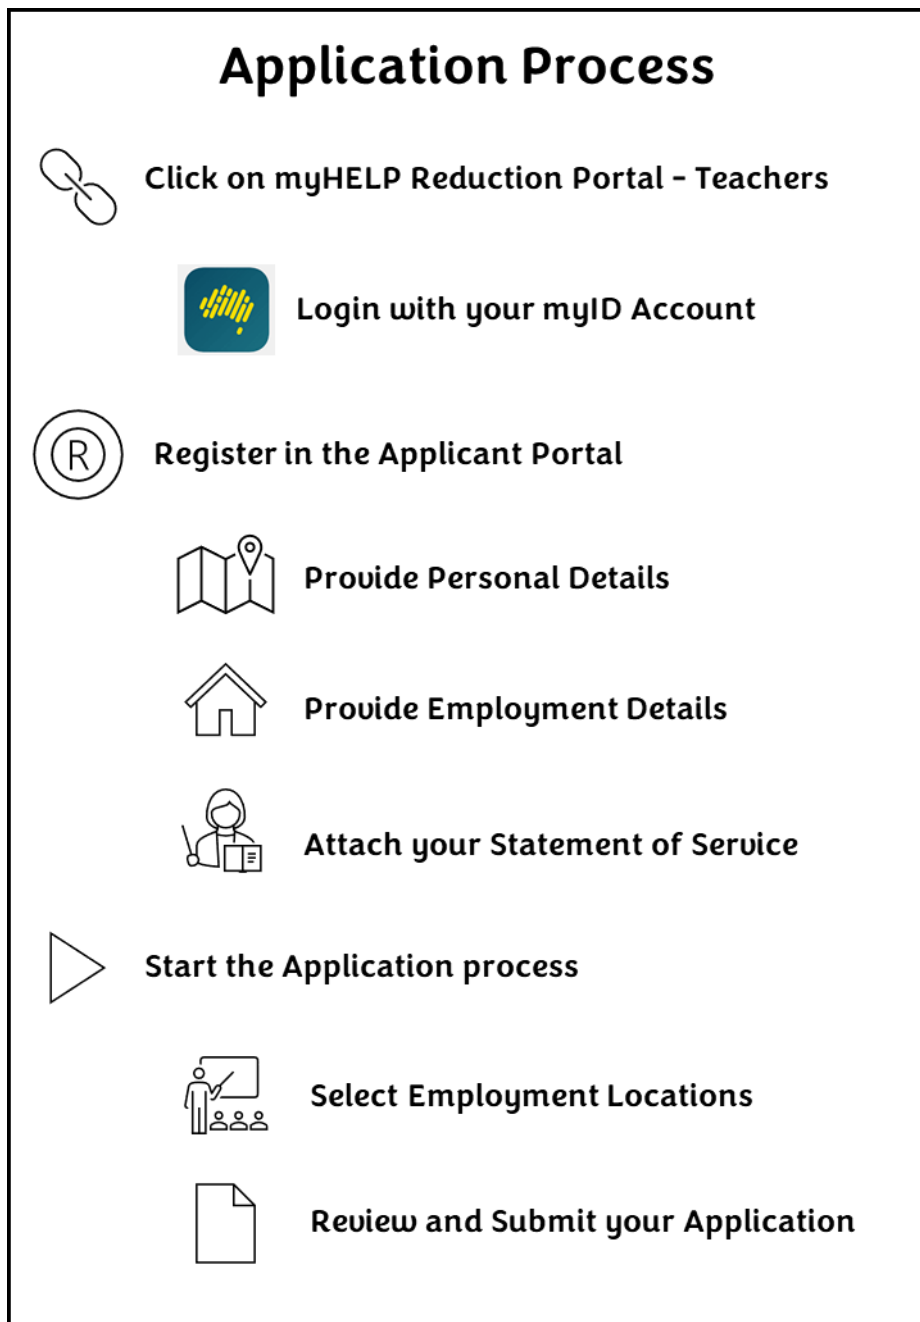 Application Process
Click on myHELP Reduction Portal - Teachers
Login with your myID Account
R
Register in the Applicant Portal
Provide Personal Details
Provide Employment Details
Attach your Statement of Service
Start the Application process
Select Employment Locations
Review and Submit your Application